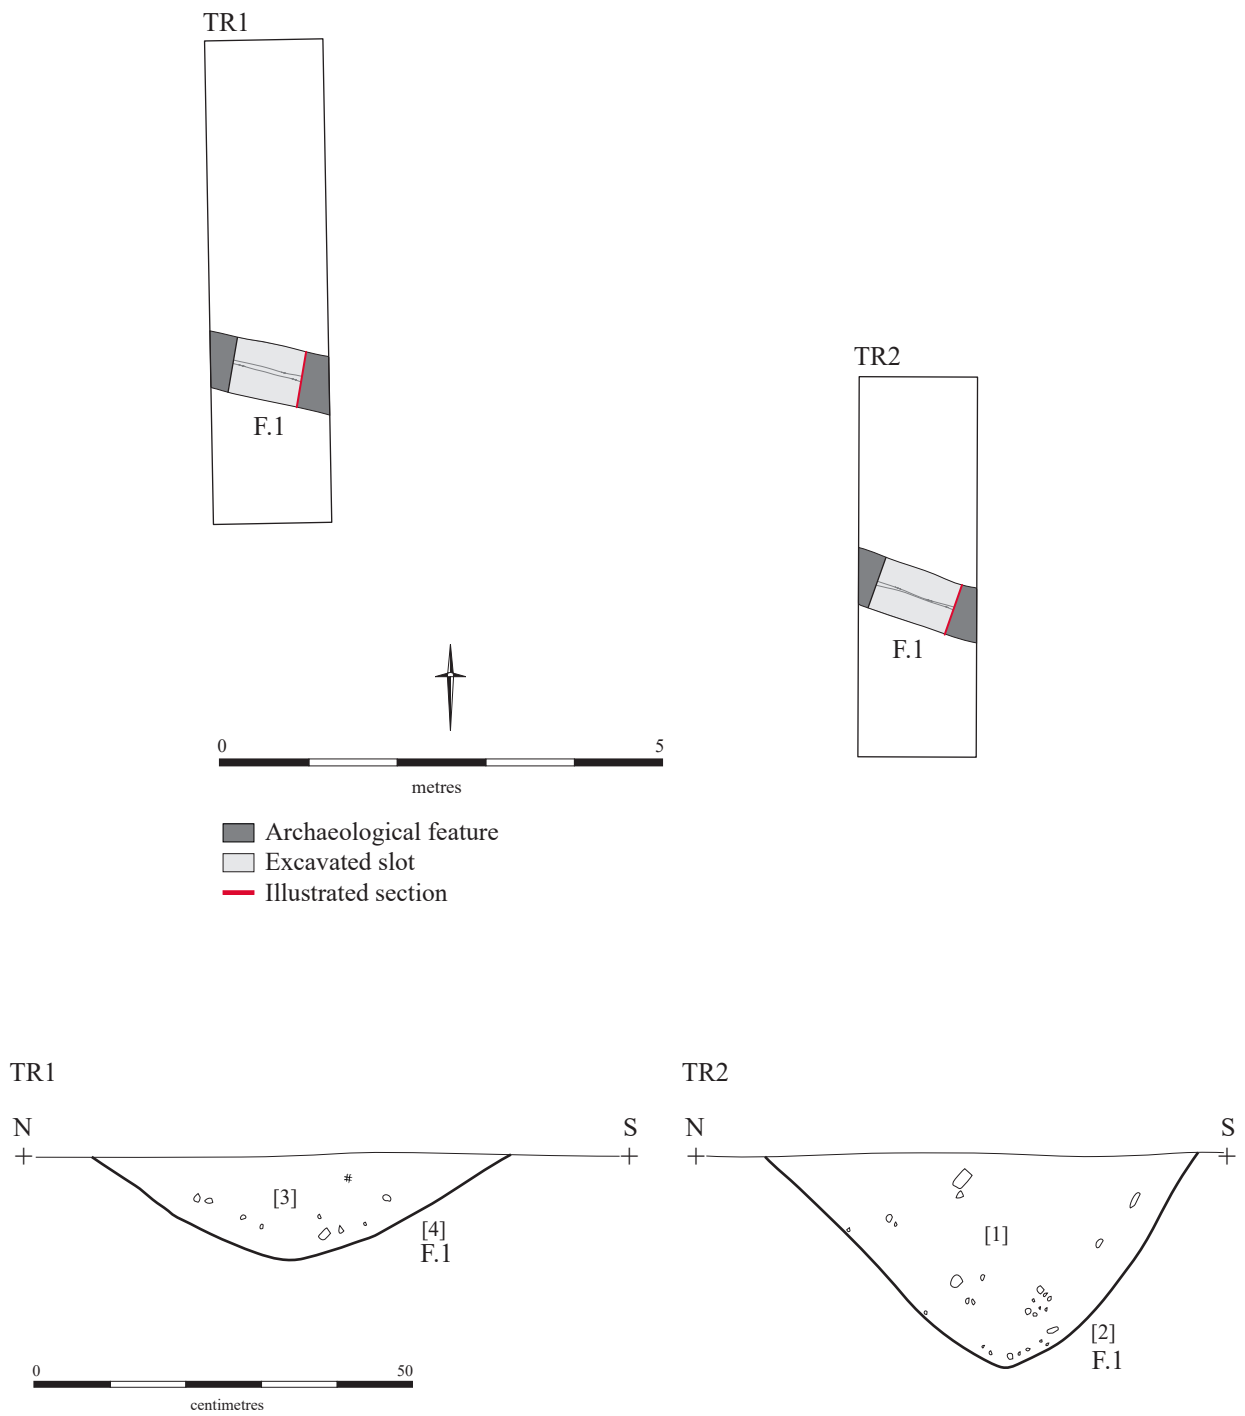 TR1
F.1
TR2
F.1
0 5
metres
Archaeological feature
Excavated slot
Illustrated section
TR1
N S
[3]
[4]
F.1
0 50
centimetres
TR2
N S
[1]
[2]
F.1